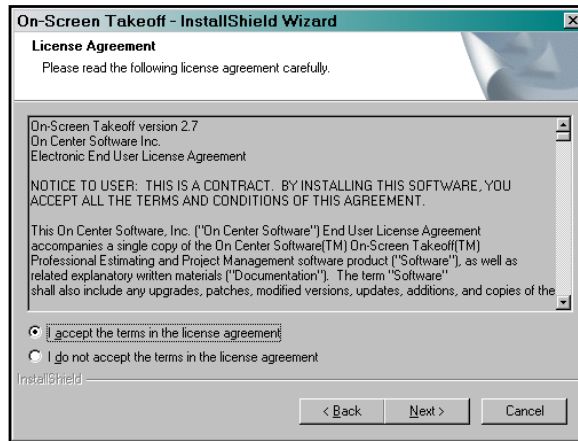 On-Screen Takeoff - InstallShield Wizard
License Agreement
Please read the following license agreement carefully.
On-Screen Takeoff version 2.7
On Center Software Inc.
Electronic End User License Agreement
NOTICE TO USER: THIS IS A CONTRACT. BY INSTALLING THIS SOFTWARE, YOU
ACCEPT ALL THE TERMS AND CONDITIONS OF THIS AGREEMENT.
This On Center Software, Inc. ("On Center Software") End User License Agreement
accompanies a single copy of the On Center Software(TM) On-Screen Takeoff(TM)
Professional Estimating and Project Management software product ("Software"), as well as
related explanatory written materials ("Documentation"). The term "Software"
shall also include any upgrades, patches, modified versions, updates, additions, and copies of the
I accept the terms in the license agreement
I do not accept the terms in the license agreement
InstallShield
< Back Next > Cancel